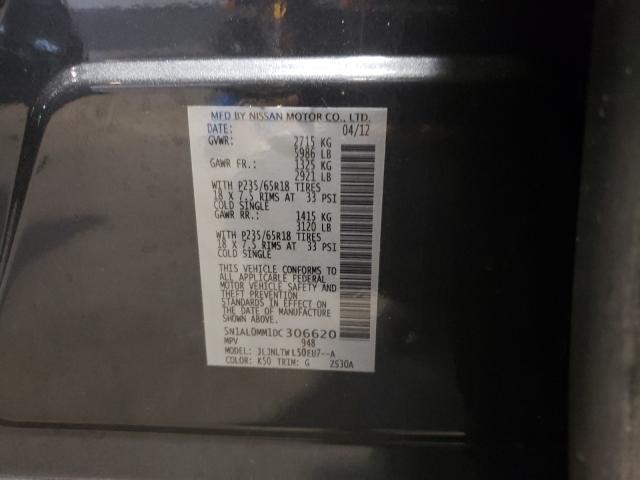 MFD BY NISSAN MOTOR CO., LTD.
DATE: 04/12
GVWR: 2715 KG
5986 LB
GAWR FR.: 1325 KG
2921 LB
WITH P235/65R18 TIRES
18 X 7.5 RIMS AT 33 PSI
COLD SINGLE
GAWR RR.: 1415 KG
3120 LB
WITH P235/65R18 TIRES
18 X 7.5 RIMS AT 33 PSI
COLD SINGLE
THIS VEHICLE CONFORMS TO
ALL APPLICABLE FEDERAL
MOTOR VEHICLE SAFETY AND
THEFT PREVENTION
STANDARDS IN EFFECT ON
THE DATE OF MANUFACTURE
SHOWN ABOVE.
5N1AL0MM1DC306620
MPV 948
MODEL: JLJNLTW L50EU7--A
COLOR: K50 TRIM: G ZS30A